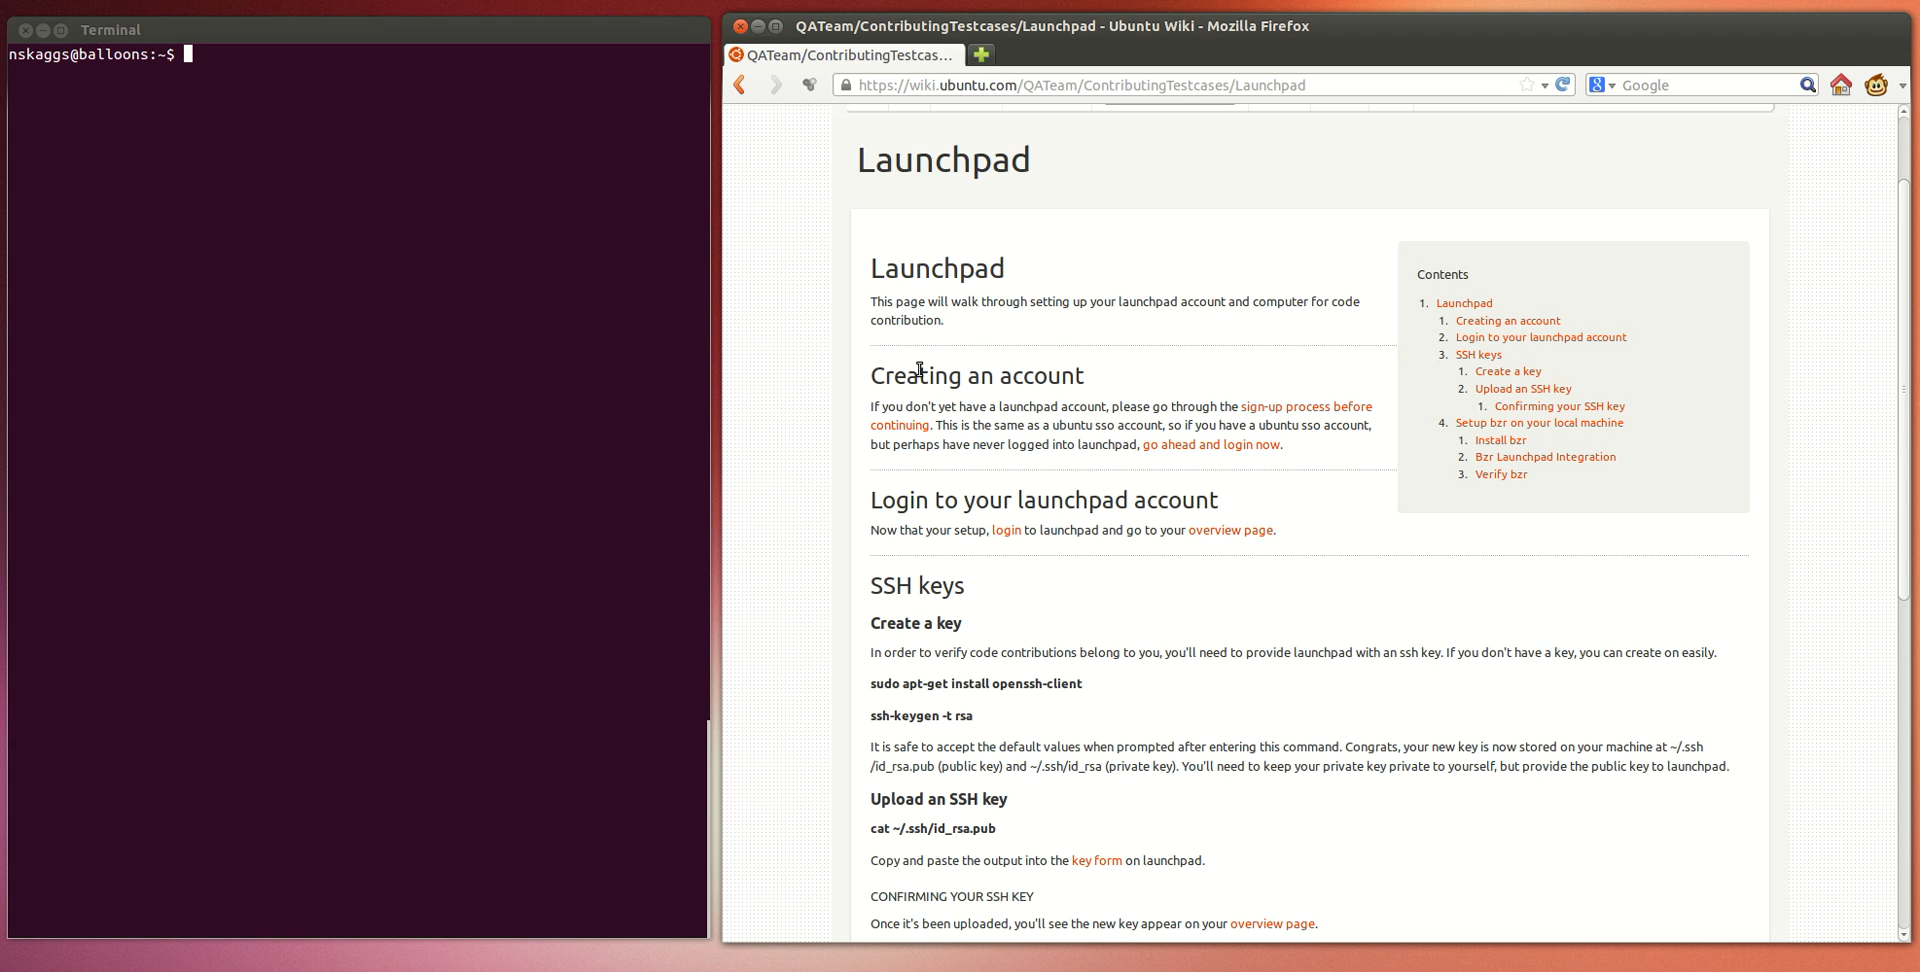 Terminal
nskaggs@balloons:~$
QATeam/ContributingTestcases/Launchpad - Ubuntu Wiki - Mozilla Firefox
QATeam/ContributingTestcas...
https://wiki.ubuntu.com/QATeam/ContributingTestcases/Launchpad
Google
Launchpad
Launchpad
This page will walk through setting up your launchpad account and computer for code
contribution.
Creating an account
If you don't yet have a launchpad account, please go through the sign-up process before
continuing. This is the same as a ubuntu sso account, so if you have a ubuntu sso account,
but perhaps have never logged into launchpad, go ahead and login now.
Login to your launchpad account
Now that your setup, login to launchpad and go to your overview page.
Contents
1. Launchpad
1. Creating an account
2. Login to your launchpad account
3. SSH keys
1. Create a key
2. Upload an SSH key
1. Confirming your SSH key
4. Setup bzr on your local machine
1. Install bzr
2. Bzr Launchpad Integration
3. Verify bzr
SSH keys
Create a key
In order to verify code contributions belong to you, you'll need to provide launchpad with an ssh key. If you don't have a key, you can create on easily.
sudo apt-get install openssh-client
ssh-keygen -t rsa
It is safe to accept the default values when prompted after entering this command. Congrats, your new key is now stored on your machine at ~/.ssh
/id_rsa.pub (public key) and ~/.ssh/id_rsa (private key). You'll need to keep your private key private to yourself, but provide the public key to launchpad.
Upload an SSH key
cat ~/.ssh/id_rsa.pub
Copy and paste the output into the key form on launchpad.
CONFIRMING YOUR SSH KEY
Once it's been uploaded, you'll see the new key appear on your overview page.